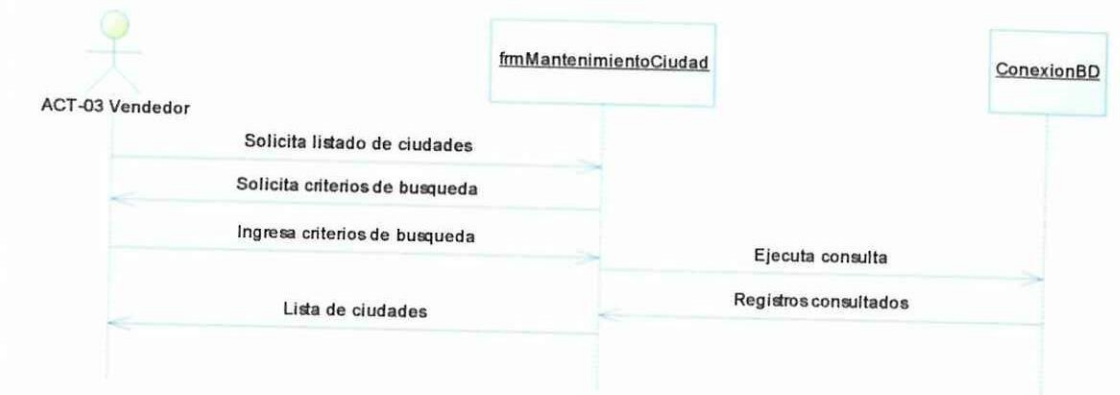 frmMantenimientoCiudad
ConexionBD
ACT-03 Vendedor
Solicita listado de ciudades
Solicita criterios de busqueda
Ingresa criterios de busqueda
Ejecuta consulta
Registros consultados
Lista de ciudades